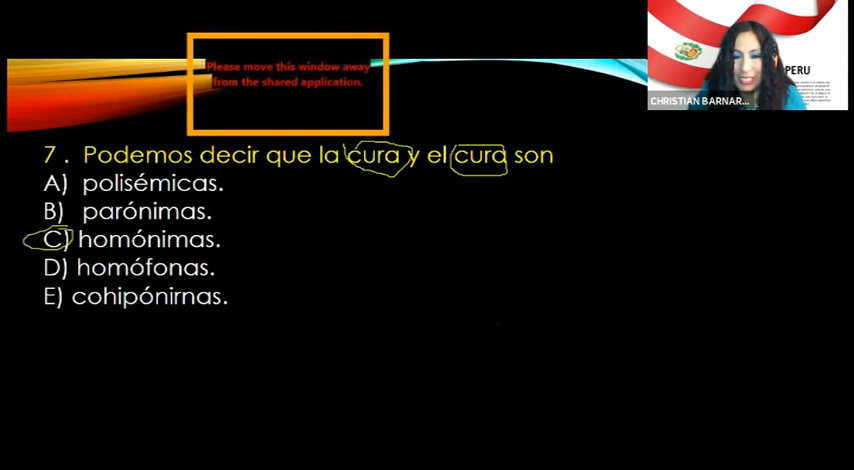 Please move this window away
from the shared application.
PERU
CHRISTIAN BARNAR...
7 . Podemos decir que la cura y el cura son
A) polisémicas.
B) parónimas.
C) homónimas.
D) homófonas.
E) cohipónirnas.